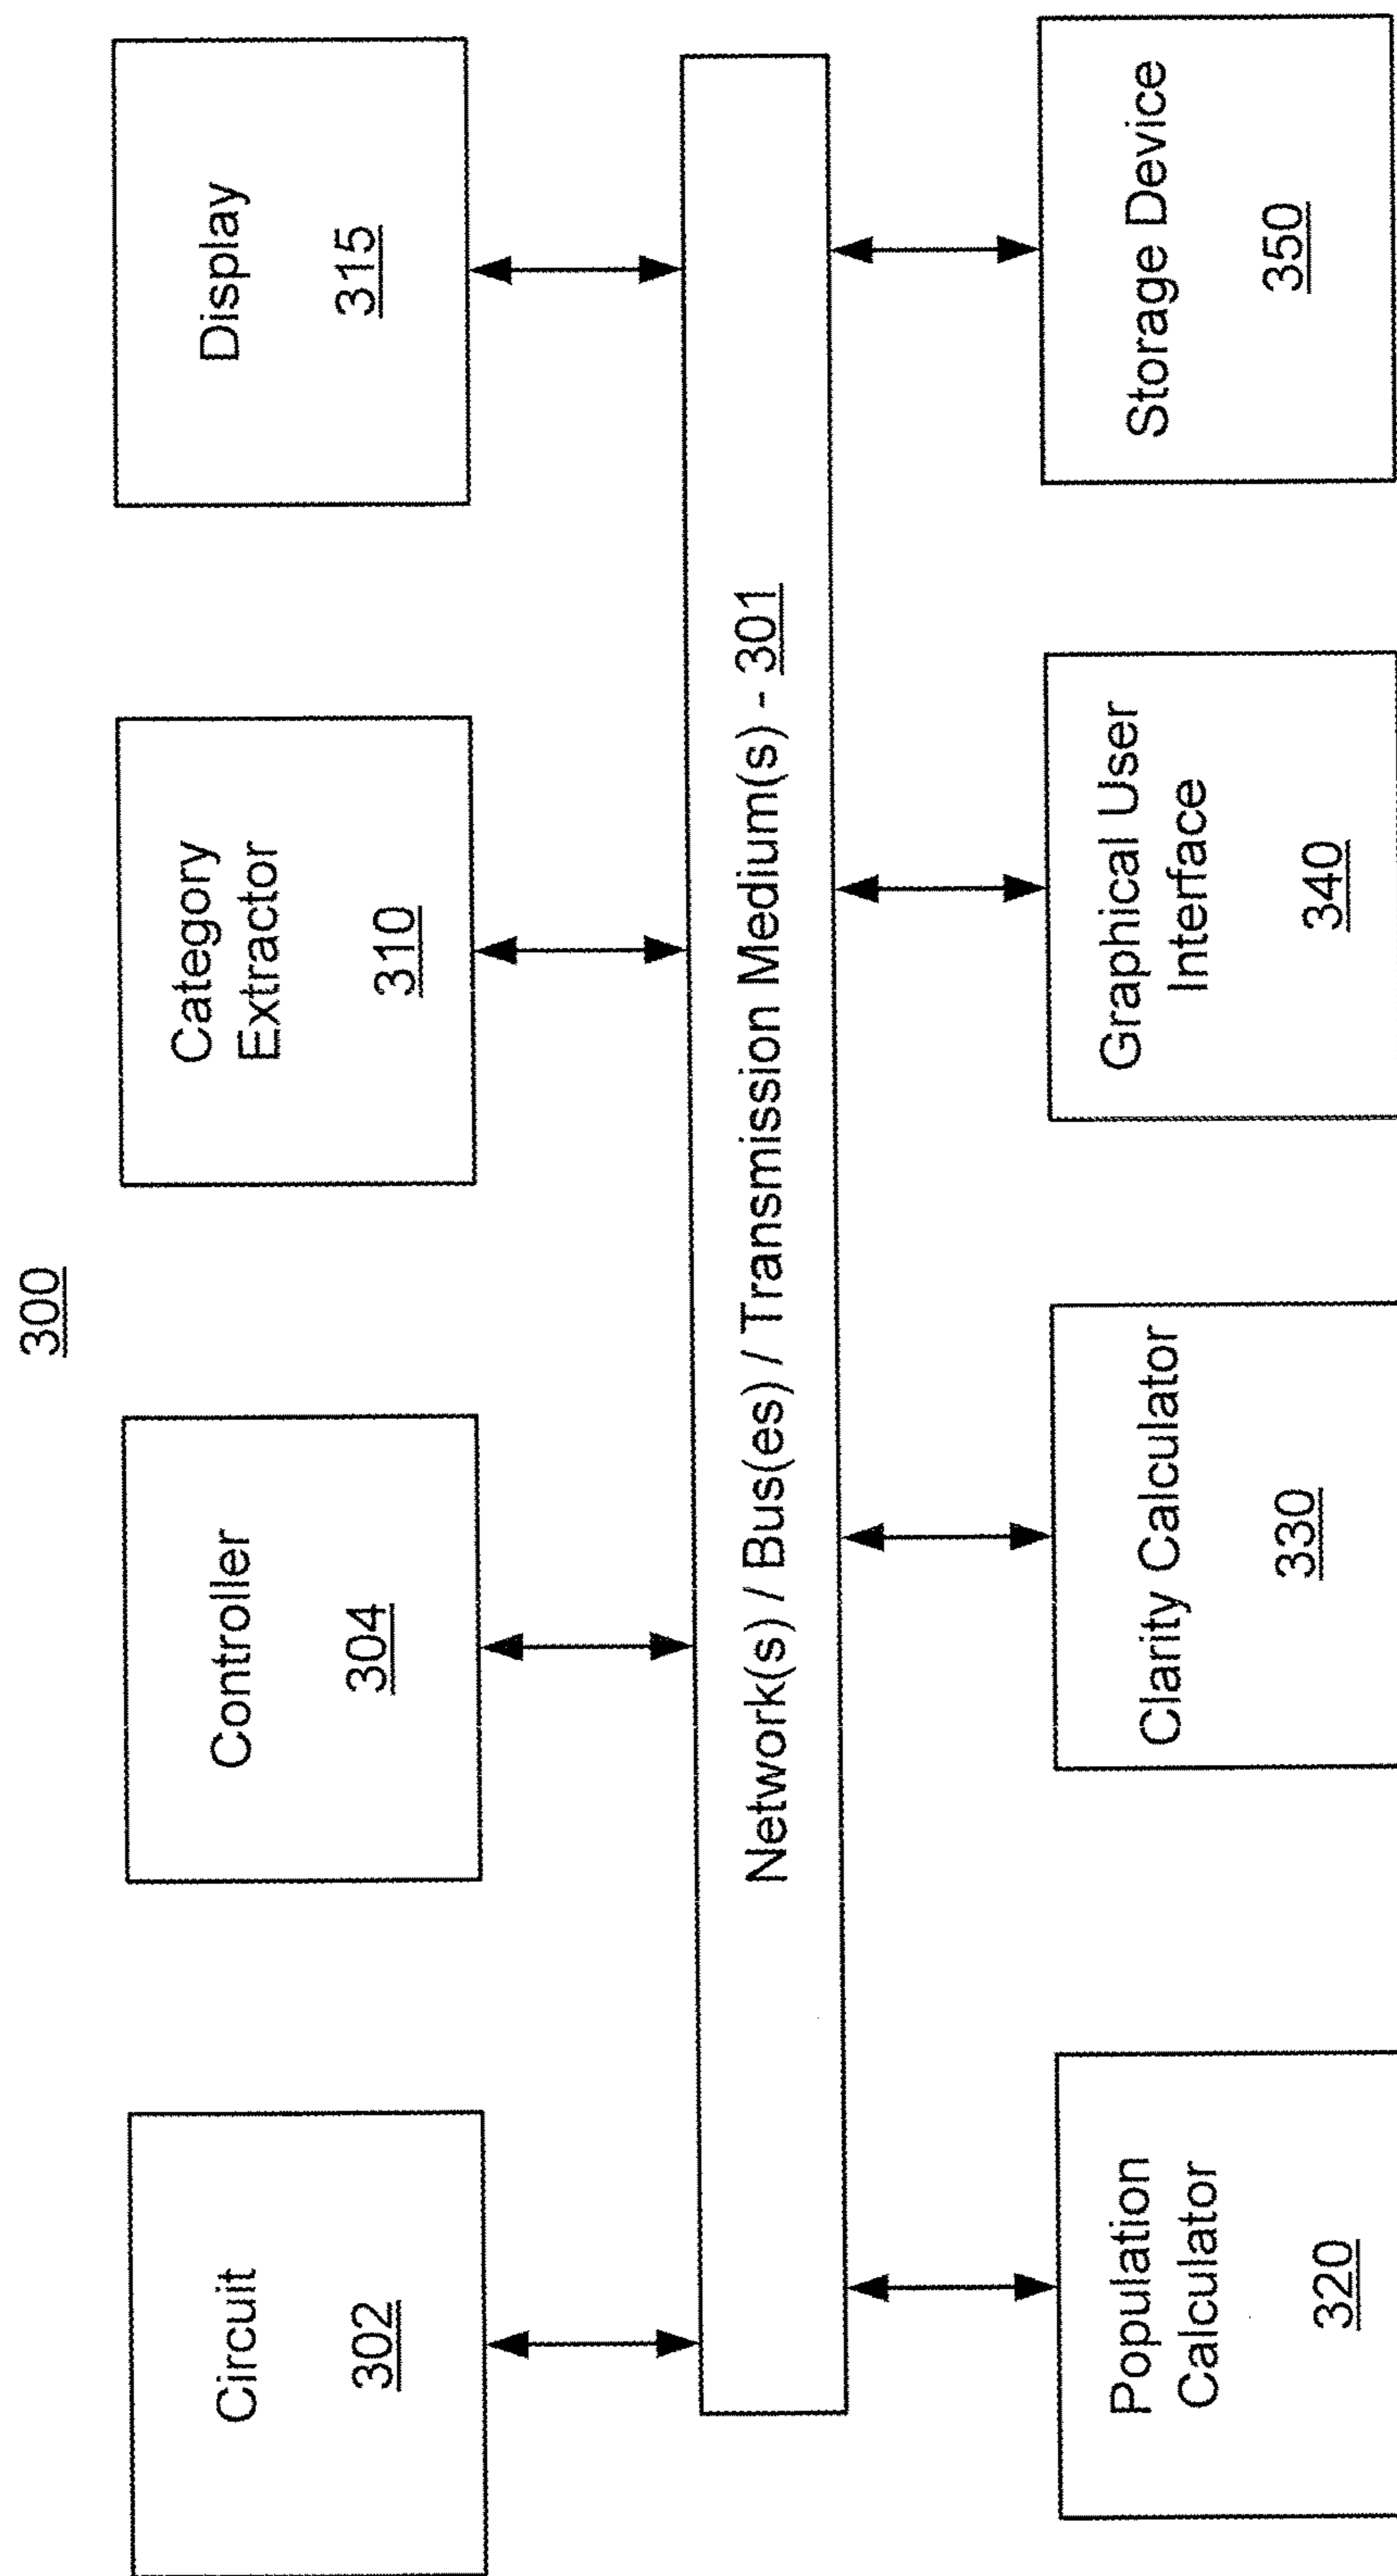 300
Circuit
302
Controller
304
Category
Extractor
310
Display
315
Network(s) / Bus(es) / Transmission Medium(s) - 301
Population
Calculator
320
Clarity Calculator
330
Graphical User
Interface
340
Storage Device
350